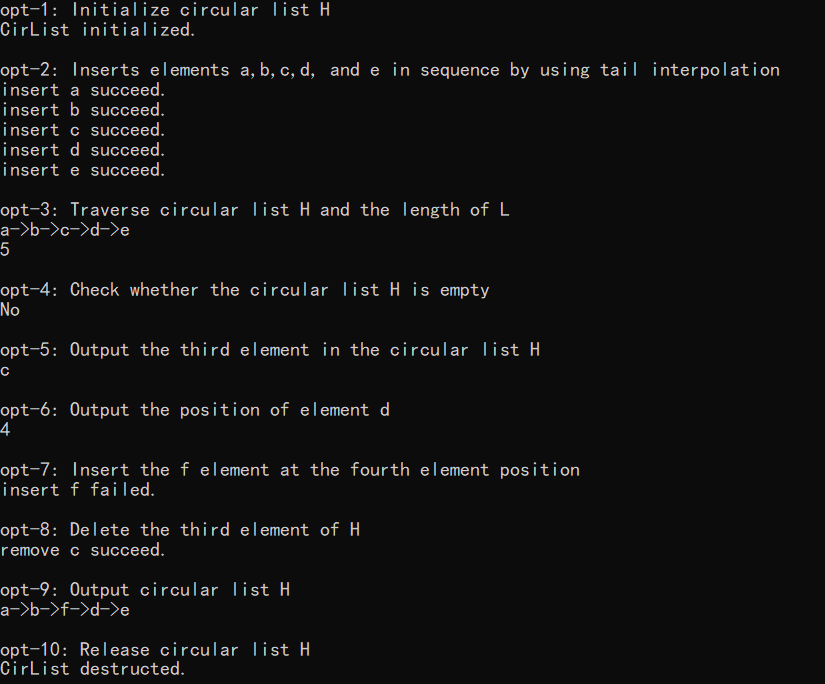 opt-1: Initialize circular list H
CirList initialized.
opt-2: Inserts elements a,b,c,d, and e in sequence by using tail interpolation
insert a succeed.
insert b succeed.
insert c succeed.
insert d succeed.
insert e succeed.
opt-3: Traverse circular list H and the length of L
a->b->c->d->e
5
opt-4: Check whether the circular list H is empty
No
opt-5: Output the third element in the circular list H
c
opt-6: Output the position of element d
4
opt-7: Insert the f element at the fourth element position
insert f failed.
opt-8: Delete the third element of H
remove c succeed.
opt-9: Output circular list H
a->b->f->d->e
opt-10: Release circular list H
CirList destructed.